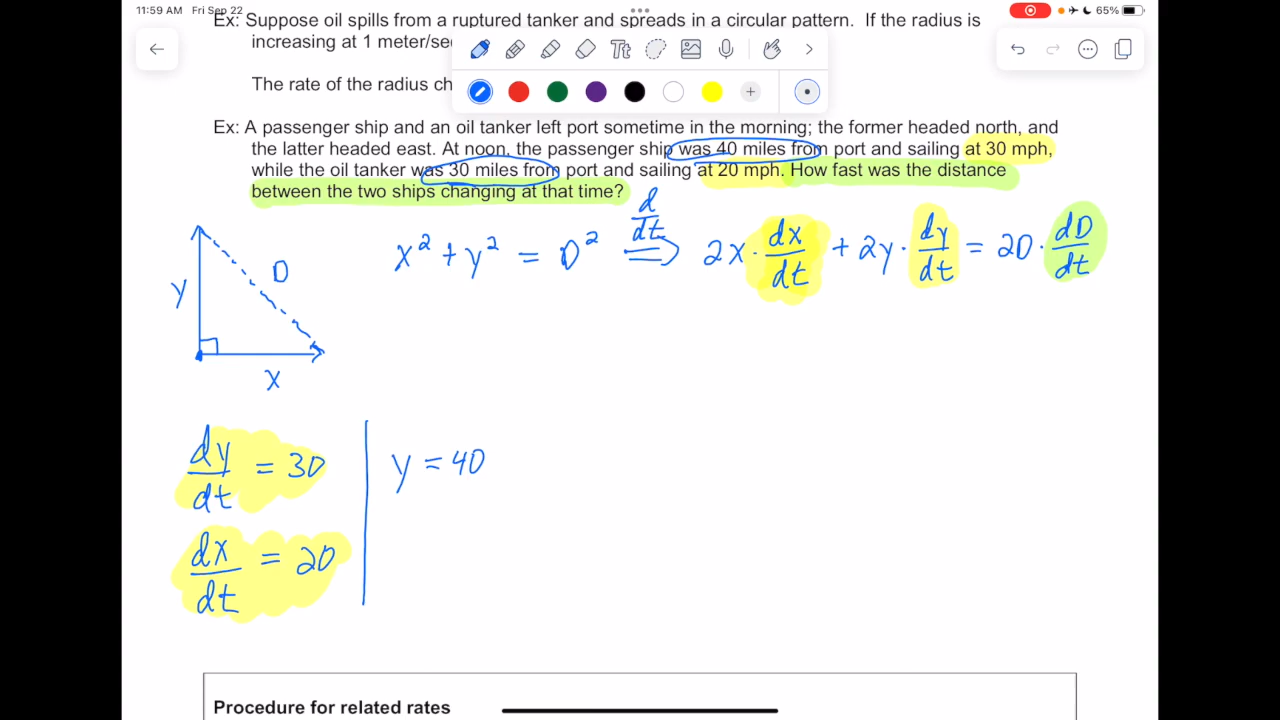 11:59 AM Fri Sep 22
65%
Ex: Suppose oil spills from a ruptured tanker and spreads in a circular pattern. If the radius is
increasing at 1 meter/se
Tt
The rate of the radius ch
Ex: A passenger ship and an oil tanker left port sometime in the morning; the former headed north, and
the latter headed east. At noon, the passenger ship was 40 miles from port and sailing at 30 mph,
while the oil tanker was 30 miles from port and sailing at 20 mph. How fast was the distance
between the two ships changing at that time?
x² + y² = D² d/dt ⇒ 2x · dx/dt + 2y · dy/dt = 2D · dD/dt
D
y
x
dy/dt = 30
y = 40
dx/dt = 20
Procedure for related rates